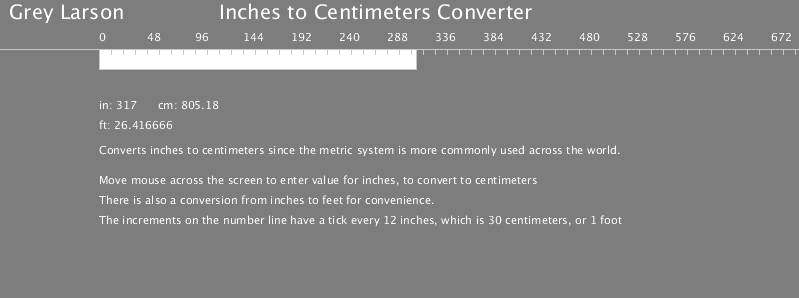 Grey Larson Inches to Centimeters Converter
0 48 96 144 192 240 288 336 384 432 480 528 576 624 672
in: 317 cm: 805.18
ft: 26.416666
Converts inches to centimeters since the metric system is more commonly used across the world.
Move mouse across the screen to enter value for inches, to convert to centimeters
There is also a conversion from inches to feet for convenience.
The increments on the number line have a tick every 12 inches, which is 30 centimeters, or 1 foot